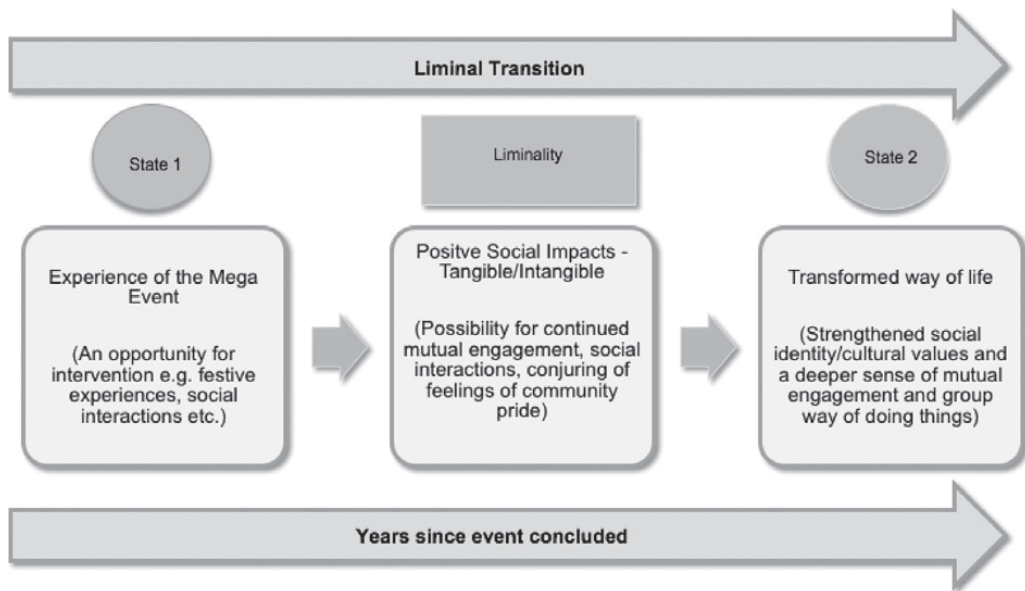 Liminal Transition
State 1
Liminality
State 2
Experience of the Mega
Event
(An opportunity for
intervention e.g. festive
experiences, social
interactions etc.)
Positve Social Impacts -
Tangible/Intangible
(Possibility for continued
mutual engagement, social
interactions, conjuring of
feelings of community
pride)
Transformed way of life
(Strengthened social
identity/cultural values and
a deeper sense of mutual
engagement and group
way of doing things)
Years since event concluded